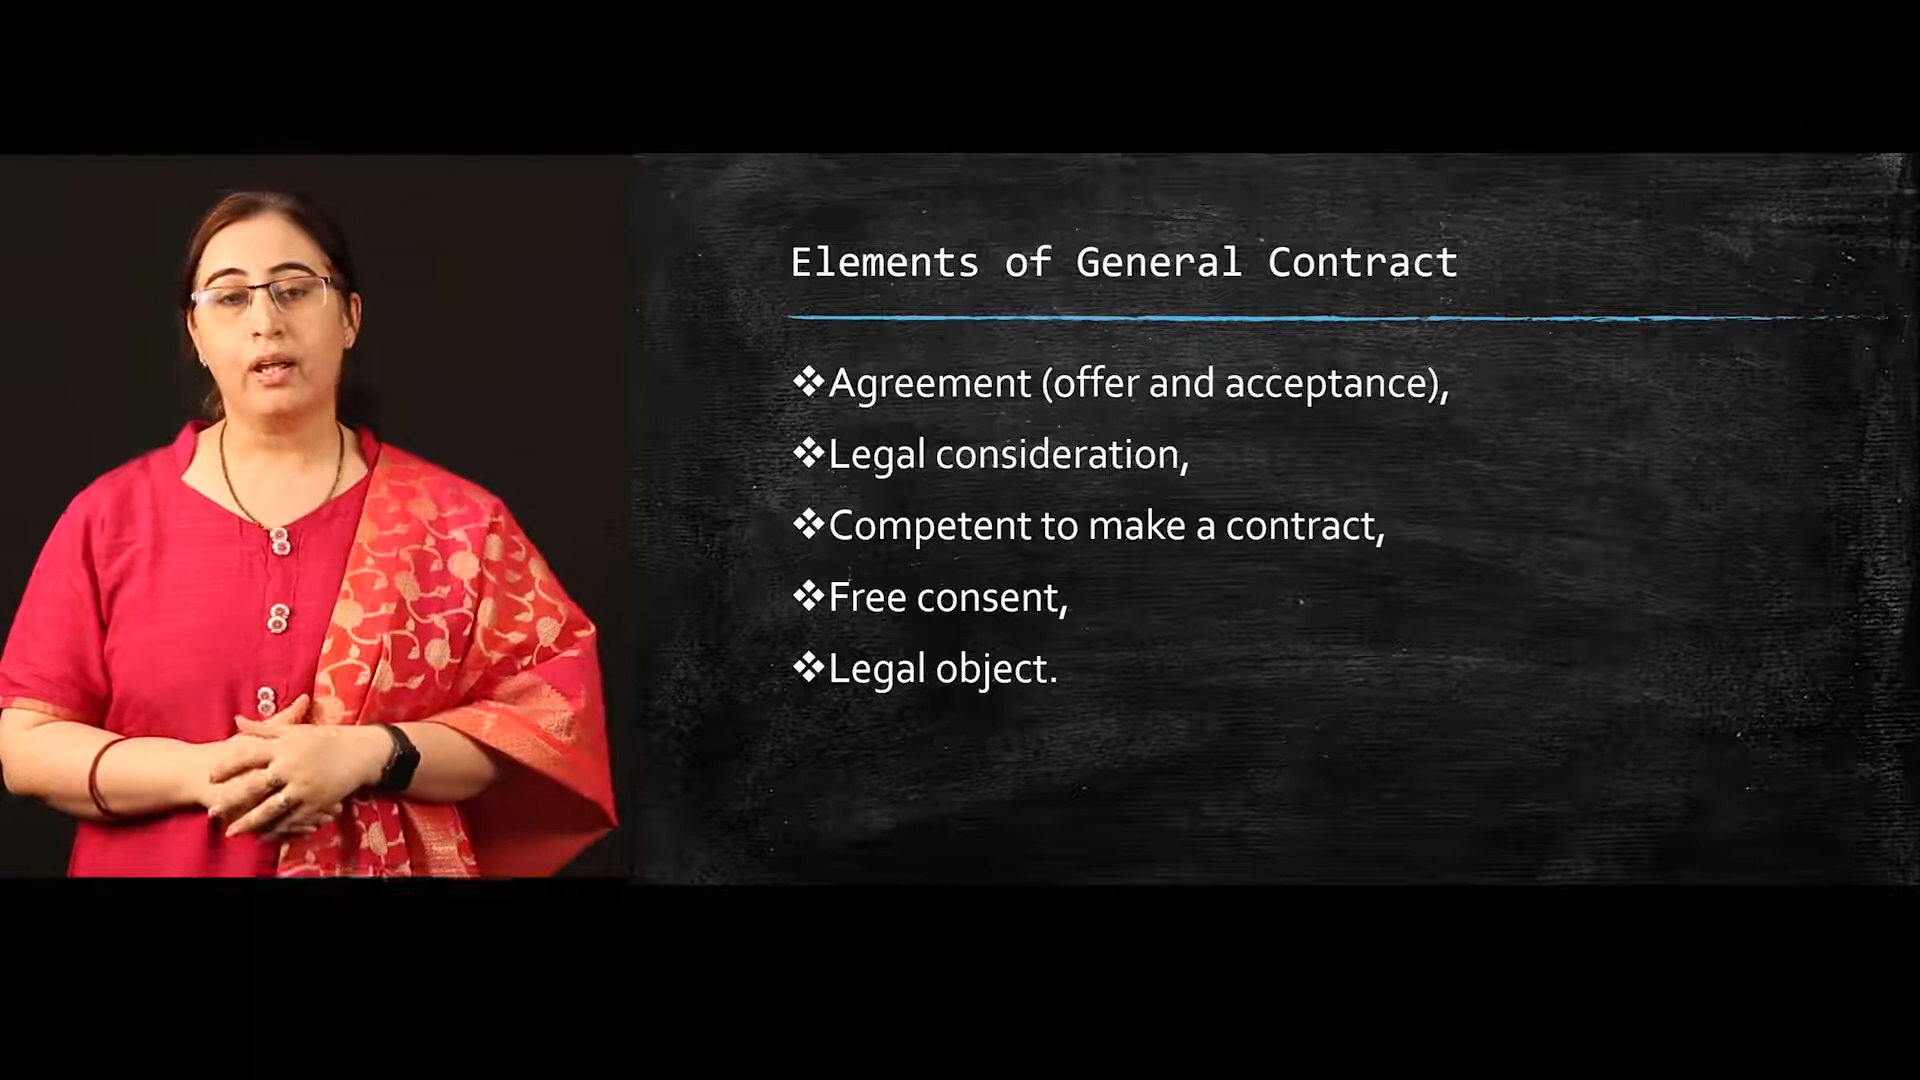 Elements of General Contract
❖Agreement (offer and acceptance),
❖Legal consideration,
❖Competent to make a contract,
❖Free consent,
❖Legal object.